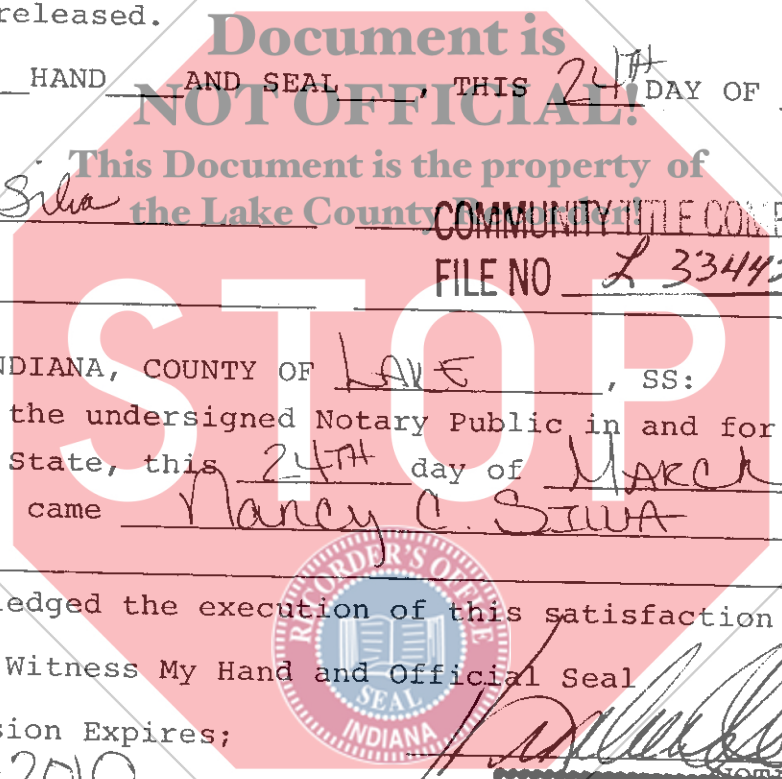 released.
Document is
HAND AND SEAL, THIS 24TH DAY OF
NOT OFFICIAL!
This Document is the property of
the Lake County Recorder!
Silva
COMMUNITY TITLE COM
FILE NO L 3344
STOP
NDIANA, COUNTY OF LAKE, SS:
the undersigned Notary Public in and for
State, this 24TH day of MARCH
came Nancy C. SILVA
RECORDER'S OFFICE
SEAL
INDIANA
ledged the execution of this satisfaction
Witness My Hand and Official Seal
sion Expires;
2010